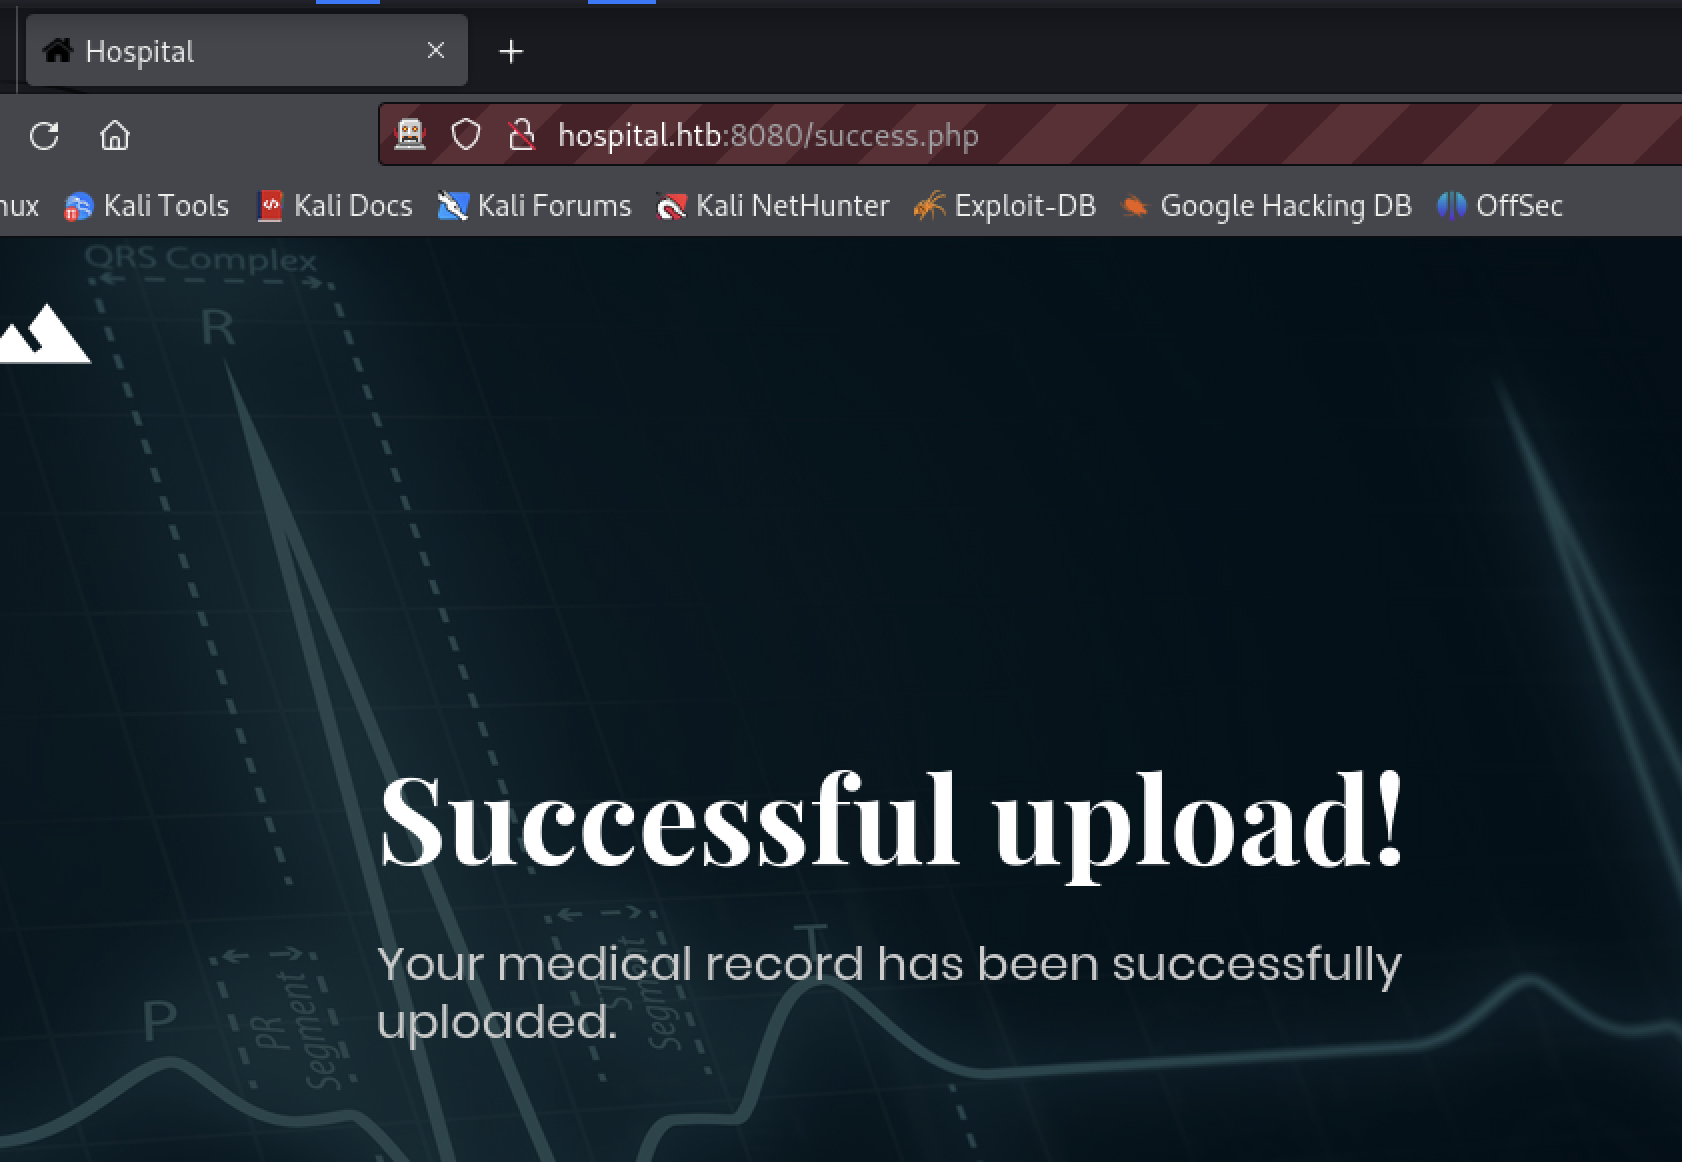 Hospital
hospital.htb:8080/success.php
nux Kali Tools Kali Docs Kali Forums Kali NetHunter Exploit-DB Google Hacking DB OffSec
QRS Complex
R
Successful upload!
T
Your medical record has been successfully
uploaded.
P
PR
Segment
ST
Segment